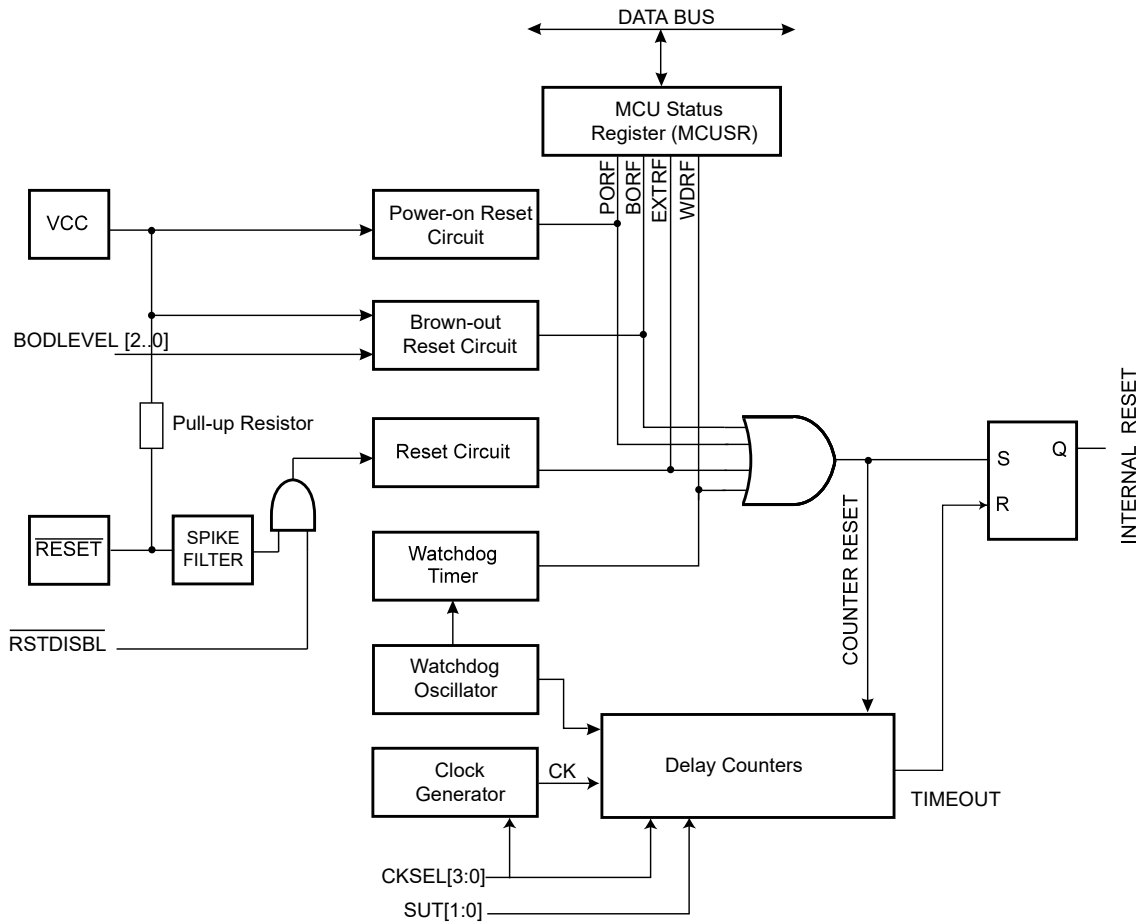 DATA BUS
MCU Status
Register (MCUSR)
PORF
BORF
EXTRF
WDRF
VCC
Power-on Reset
Circuit
BODLEVEL [2..0]
Brown-out
Reset Circuit
Pull-up Resistor
Reset Circuit
S
Q
R
INTERNAL RESET
RESET
SPIKE
FILTER
Watchdog
Timer
COUNTER RESET
RSTDISBL
Watchdog
Oscillator
Clock
Generator
CK
Delay Counters
TIMEOUT
CKSEL[3:0]
SUT[1:0]